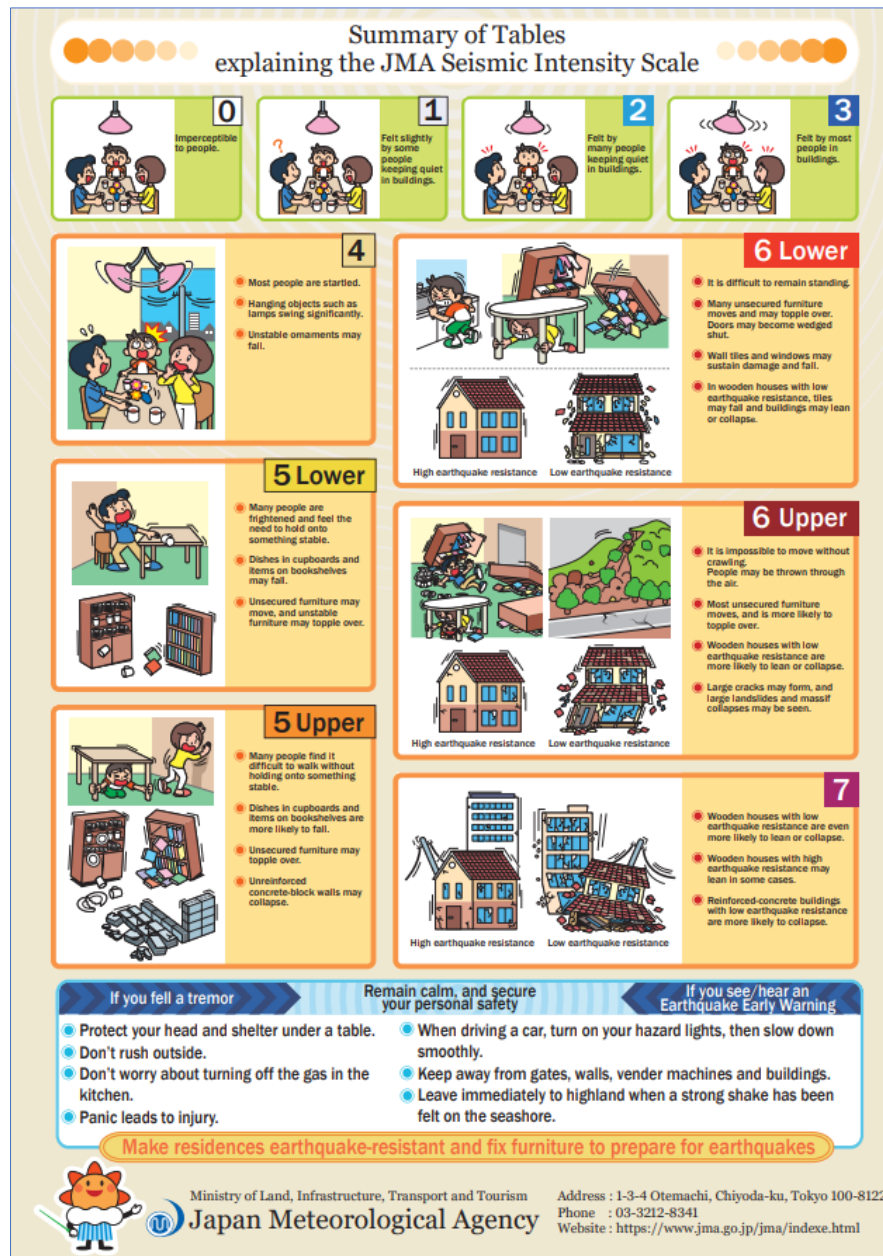 Summary of Tables
explaining the JMA Seismic Intensity Scale
0
Imperceptible
to people.
1
Felt slightly
by some
people
keeping quiet
in buildings.
?
2
Felt by
many people
keeping quiet
in buildings.
3
Felt by most
people in
buildings.
4
Most people are startled.
Hanging objects such as
lamps swing significantly.
Unstable ornaments may
fall.
5 Lower
Many people are
frightened and feel the
need to hold onto
something stable.
Dishes in cupboards and
items on bookshelves
may fall.
Unsecured furniture may
move, and unstable
furniture may topple over.
5 Upper
Many people find it
difficult to walk without
holding onto something
stable.
Dishes in cupboards and
items on bookshelves are
more likely to fall.
Unsecured furniture may
topple over.
Unreinforced
concrete-block walls may
collapse.
6 Lower
It is difficult to remain standing.
Many unsecured furniture
moves and may topple over.
Doors may become wedged
shut.
Wall tiles and windows may
sustain damage and fall.
In wooden houses with low
earthquake resistance, tiles
may fall and buildings may lean
or collapse.
High earthquake resistance
Low earthquake resistance
6 Upper
It is impossible to move without
crawling.
People may be thrown through
the air.
Most unsecured furniture
moves, and is more likely to
topple over.
Wooden houses with low
earthquake resistance are
more likely to lean or collapse.
Large cracks may form, and
large landslides and massif
collapses may be seen.
High earthquake resistance
Low earthquake resistance
7
Wooden houses with low
earthquake resistance are even
more likely to lean or collapse.
Wooden houses with high
earthquake resistance may
lean in some cases.
Reinforced-concrete buildings
with low earthquake resistance
are more likely to collapse.
High earthquake resistance
Low earthquake resistance
If you fell a tremor
Remain calm, and secure
your personal safety
If you see/hear an
Earthquake Early Warning
Protect your head and shelter under a table.
Don't rush outside.
Don't worry about turning off the gas in the
kitchen.
Panic leads to injury.
When driving a car, turn on your hazard lights, then slow down
smoothly.
Keep away from gates, walls, vender machines and buildings.
Leave immediately to highland when a strong shake has been
felt on the seashore.
Make residences earthquake-resistant and fix furniture to prepare for earthquakes
Ministry of Land, Infrastructure, Transport and Tourism
Japan Meteorological Agency
Address : 1-3-4 Otemachi, Chiyoda-ku, Tokyo 100-8122
Phone : 03-3212-8341
Website : https://www.jma.go.jp/jma/indexe.html